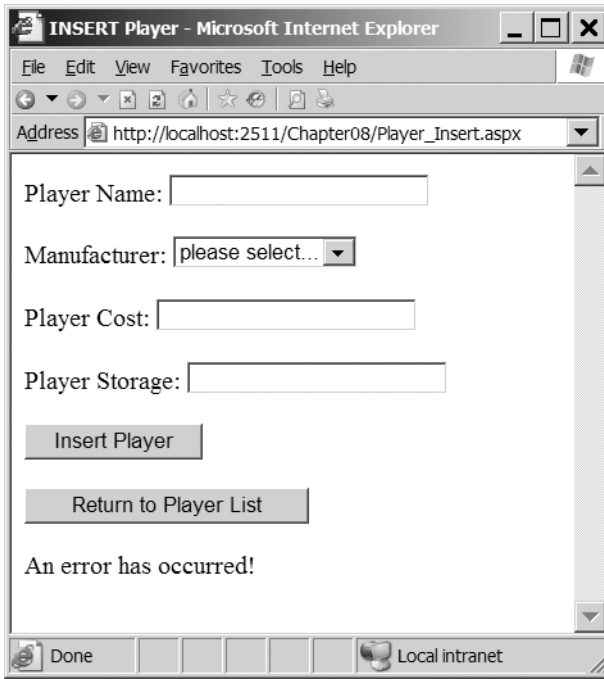 INSERT Player - Microsoft Internet Explorer
File Edit View Favorites Tools Help
Address http://localhost:2511/Chapter08/Player_Insert.aspx
Player Name:
Manufacturer: please select...
Player Cost:
Player Storage:
Insert Player
Return to Player List
An error has occurred!
Done Local intranet